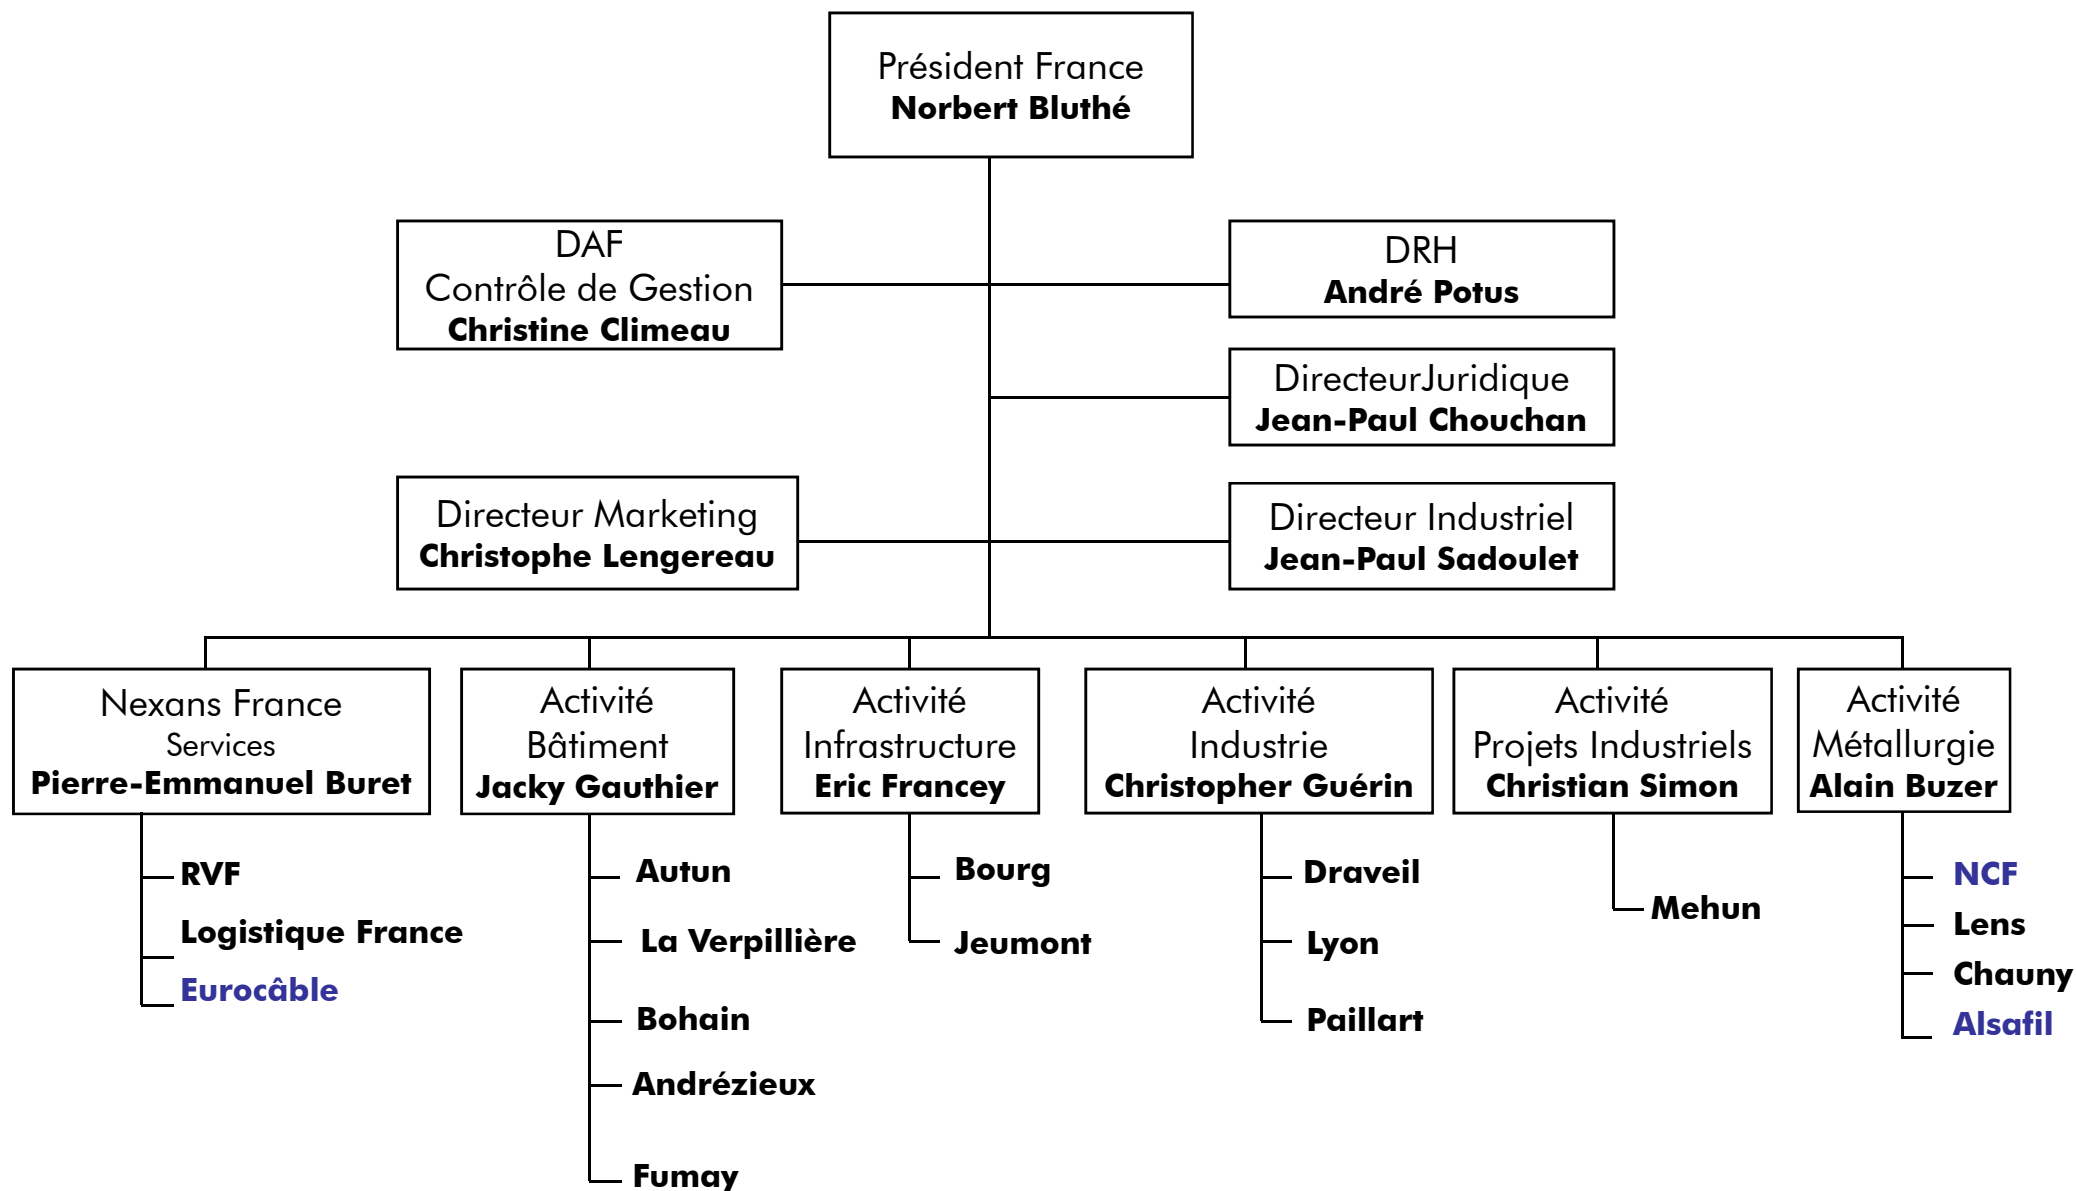 Président France
Norbert Bluthé
DAF
Contrôle de Gestion
Christine Climeau
DRH
André Potus
DirecteurJuridique
Jean-Paul Chouchan
Directeur Marketing
Christophe Lengereau
Directeur Industriel
Jean-Paul Sadoulet
Nexans France
Services
Pierre-Emmanuel Buret
RVF
Logistique France
Eurocâble
Activité
Bâtiment
Jacky Gauthier
Autun
La Verpillière
Bohain
Andrézieux
Fumay
Activité
Infrastructure
Eric Francey
Bourg
Jeumont
Activité
Industrie
Christopher Guérin
Draveil
Lyon
Paillart
Activité
Projets Industriels
Christian Simon
Mehun
Activité
Métallurgie
Alain Buzer
NCF
Lens
Chauny
Alsafil